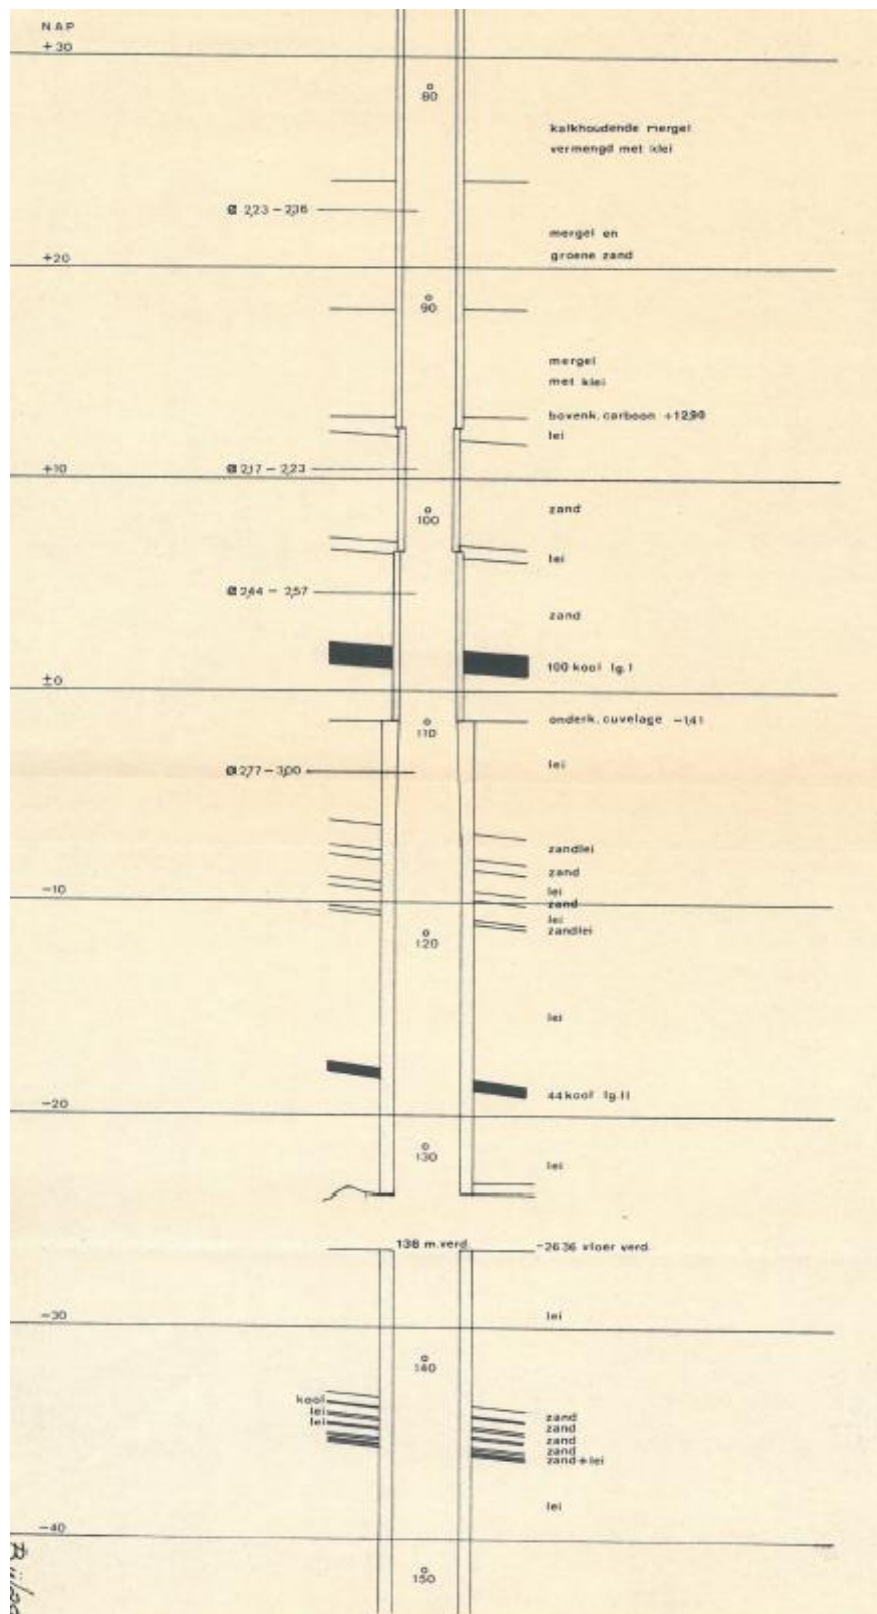 NAP
+30
80
kalkhoudende mergel
vermengd met klei
Ø 2,23 – 2,36
mergel en
groene zand
+20
90
mergel
met klei
bovenk. carboon +12,90
lei
+10
Ø 2,17 – 2,23
zand
100
lei
Ø 2,44 – 2,57
zand
100 kool lg. I
±0
onderk. cuvelage –1,41
110
lei
Ø 2,77 – 3,00
zandlei
zand
–10
lei
zand
lei
zandlei
120
lei
44 kool lg. II
–20
130
lei
138 m. verd.
–26.36 vloer verd.
–30
lei
140
kool
lei
zand
lei
zand
zand
zand
zand + lei
lei
–40
150